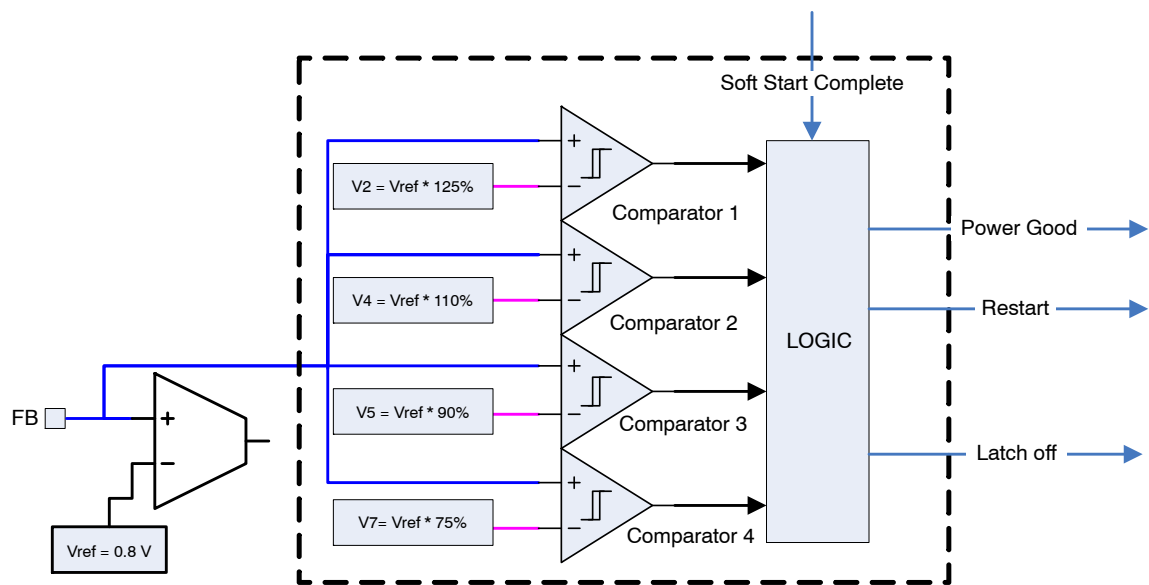 Soft Start Complete
+
V2 = Vref * 125%
−
Comparator 1
+
V4 = Vref * 110%
−
Comparator 2
+
V5 = Vref * 90%
−
Comparator 3
+
V7= Vref * 75%
−
Comparator 4
LOGIC
Power Good
Restart
Latch off
FB
+
−
Vref = 0.8 V